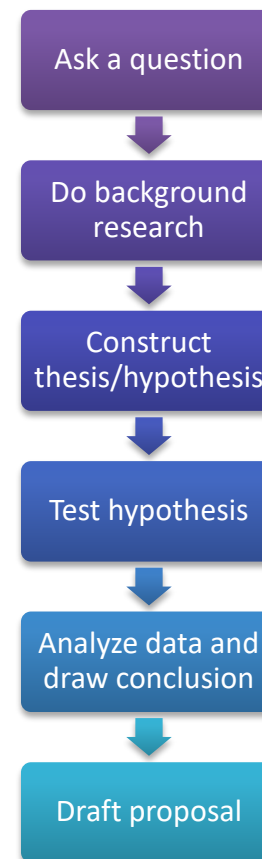 Ask a question
Do background
research
Construct
thesis/hypothesis
Test hypothesis
Analyze data and
draw conclusion
Draft proposal